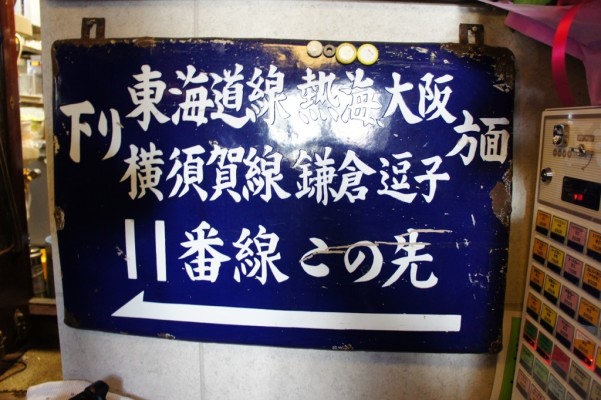 下り 東海道線 熱海 大阪 方面
横須賀線 鎌倉 逗子
11番線 この先